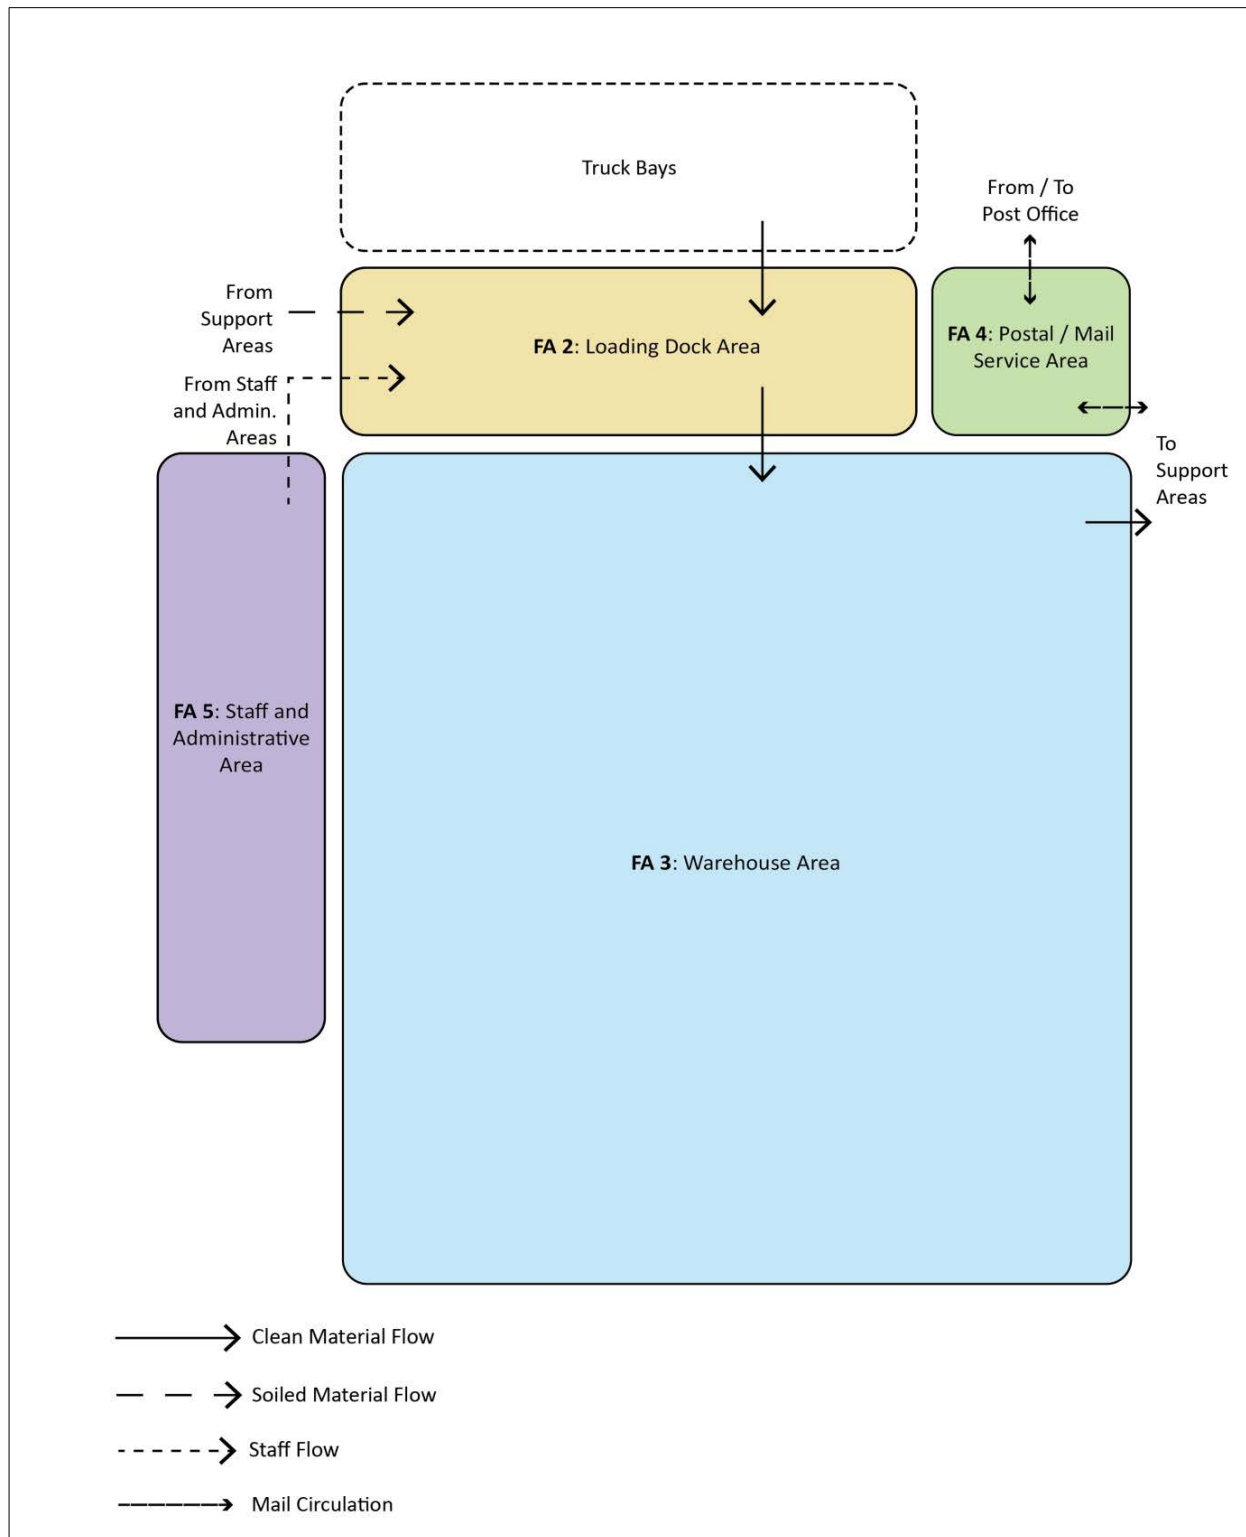 Truck Bays
From / To
Post Office
From
Support
Areas
FA 2: Loading Dock Area
FA 4: Postal / Mail
Service Area
From Staff
and Admin.
Areas
To
Support
Areas
FA 5: Staff and
Administrative
Area
FA 3: Warehouse Area
Clean Material Flow
Soiled Material Flow
Staff Flow
Mail Circulation